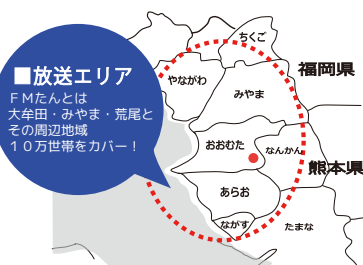 ■放送エリア
ＦＭたんとは
大牟田・みやま・荒尾と
その周辺地域
１０万世帯をカバー！
ちくご
福岡県
やながわ
みやま
おおむた
なんかん
熊本県
あらお
ながす
たまな